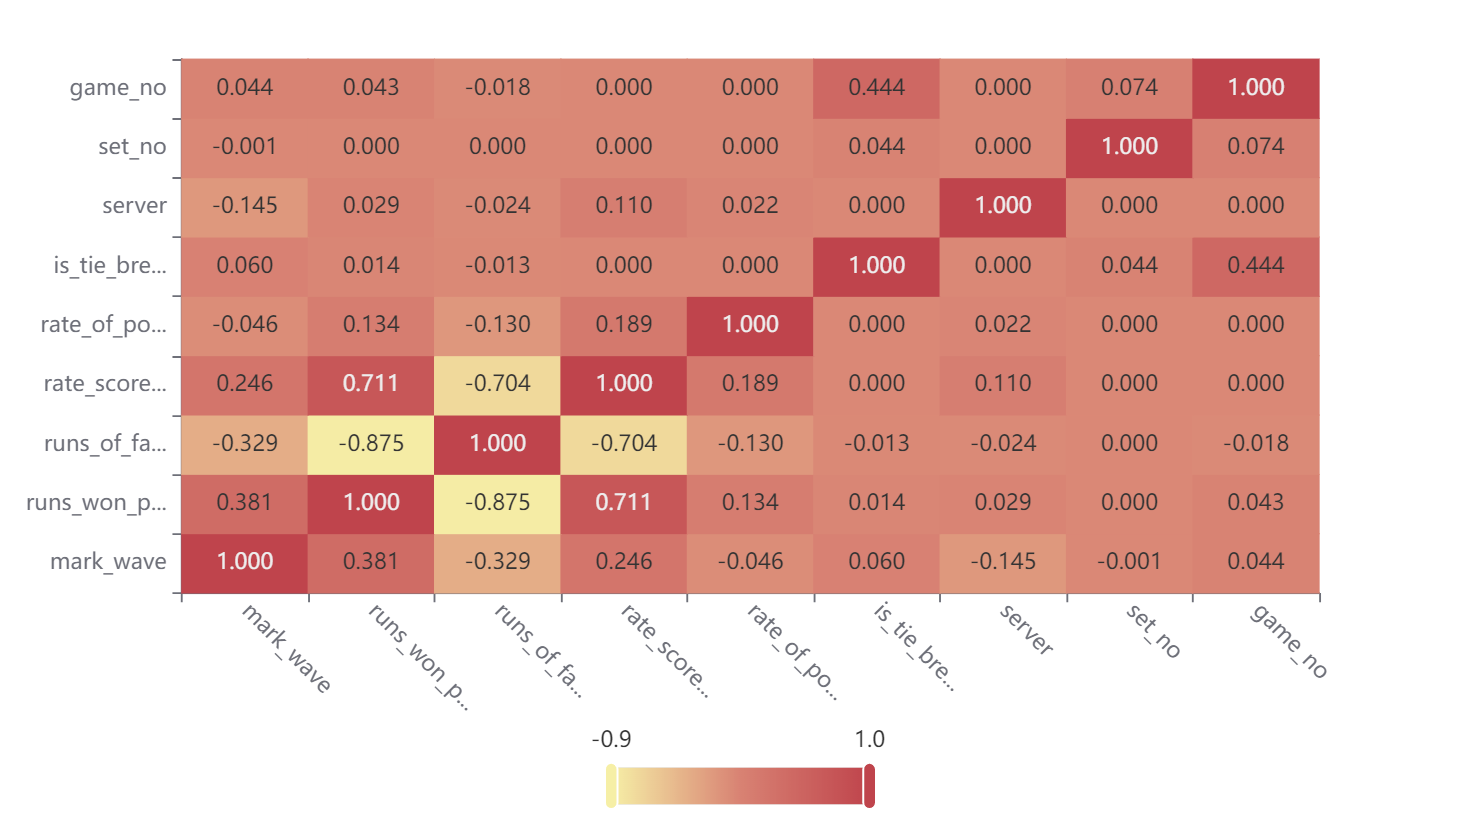 game_no 0.044 0.043 -0.018 0.000 0.000 0.444 0.000 0.074 1.000
set_no -0.001 0.000 0.000 0.000 0.000 0.044 0.000 1.000 0.074
server -0.145 0.029 -0.024 0.110 0.022 0.000 1.000 0.000 0.000
is_tie_bre... 0.060 0.014 -0.013 0.000 0.000 1.000 0.000 0.044 0.444
rate_of_po... -0.046 0.134 -0.130 0.189 1.000 0.000 0.022 0.000 0.000
rate_score... 0.246 0.711 -0.704 1.000 0.189 0.000 0.110 0.000 0.000
runs_of_fa... -0.329 -0.875 1.000 -0.704 -0.130 -0.013 -0.024 0.000 -0.018
runs_won_p... 0.381 1.000 -0.875 0.711 0.134 0.014 0.029 0.000 0.043
mark_wave 1.000 0.381 -0.329 0.246 -0.046 0.060 -0.145 -0.001 0.044
mark_wave runs_won_p... runs_of_fa... rate_score... rate_of_po... is_tie_bre... server set_no game_no
-0.9 1.0